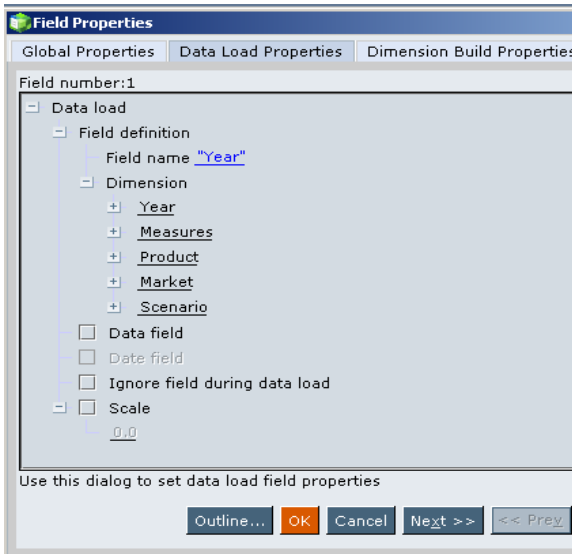 Field Properties
Global Properties Data Load Properties Dimension Build Properties
Field number:1
Data load
Field definition
Field name "Year"
Dimension
Year
Measures
Product
Market
Scenario
Data field
Date field
Ignore field during data load
Scale
0.0
Use this dialog to set data load field properties
Outline... OK Cancel Next >> << Prev